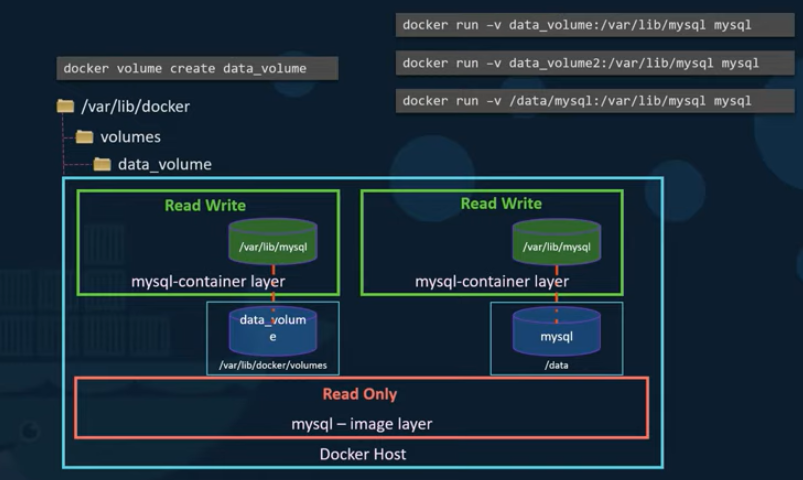 docker run -v data_volume:/var/lib/mysql mysql
docker volume create data_volume
docker run -v data_volume2:/var/lib/mysql mysql
docker run -v /data/mysql:/var/lib/mysql mysql
/var/lib/docker
volumes
data_volume
Read Write
/var/lib/mysql
mysql-container layer
data_volum
e
/var/lib/docker/volumes
Read Write
/var/lib/mysql
mysql-container layer
mysql
/data
Read Only
mysql – image layer
Docker Host